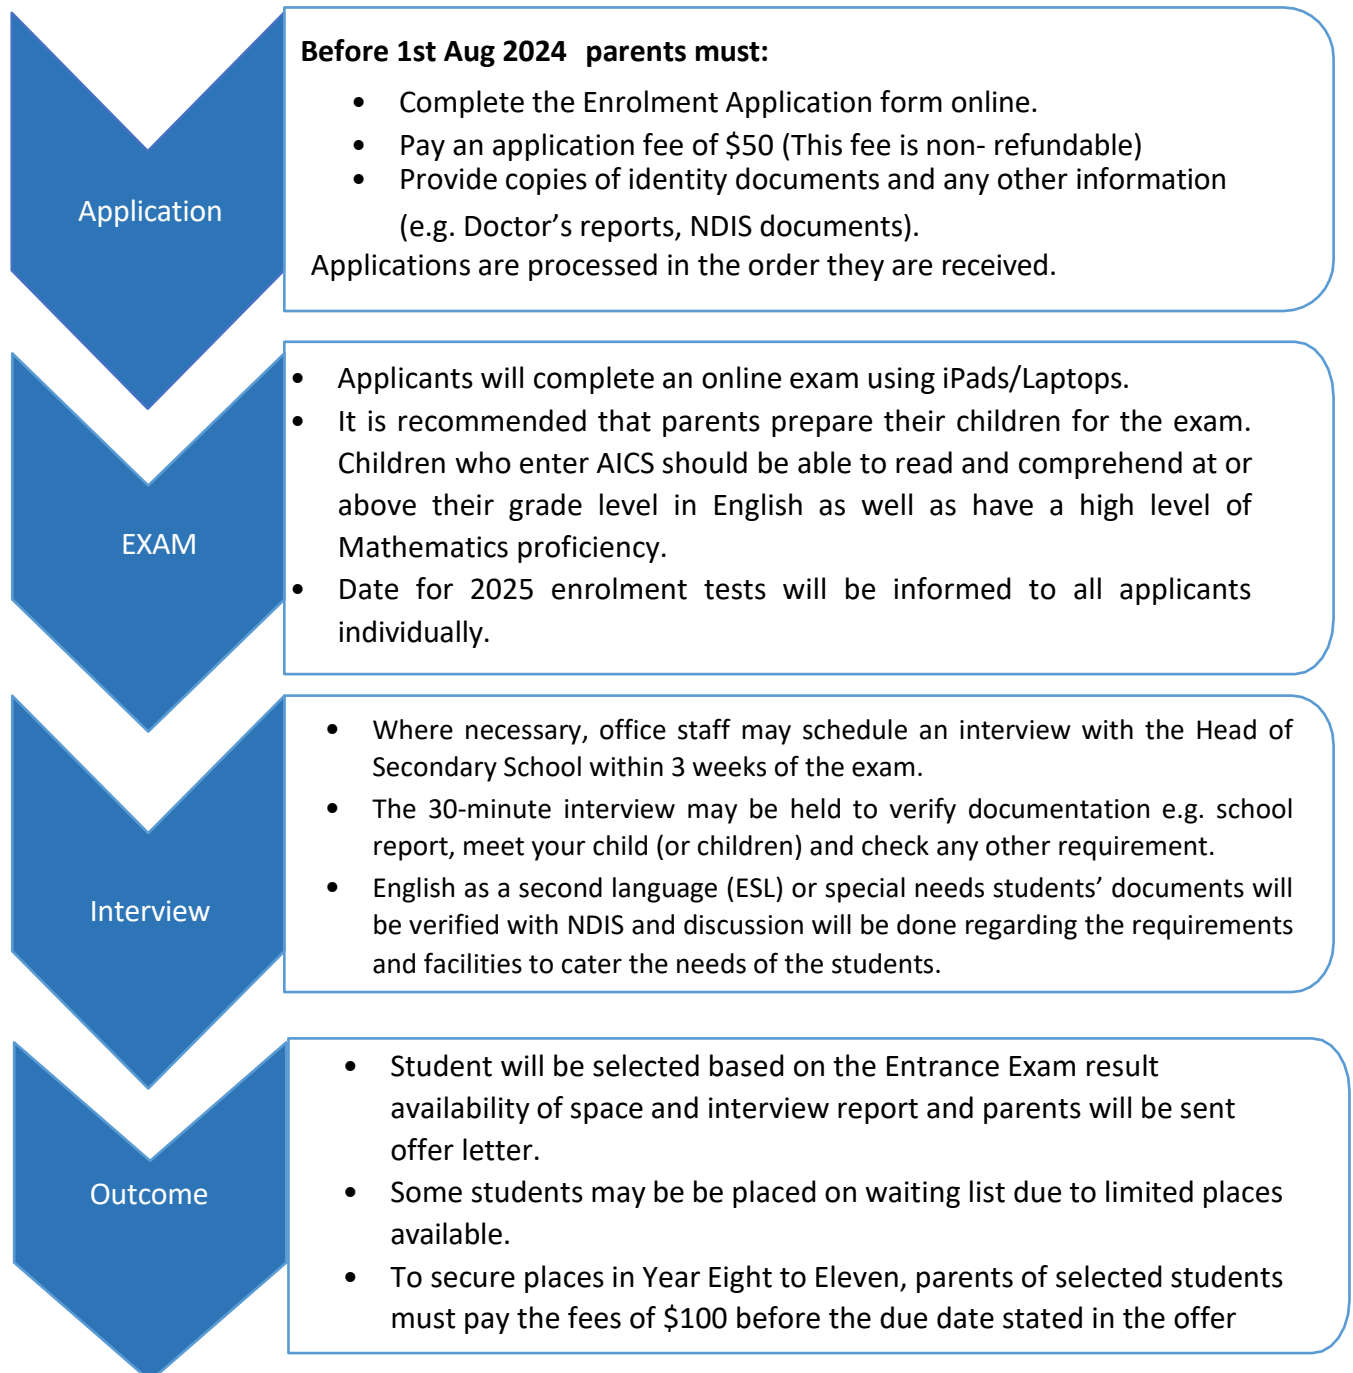 Before 1st Aug 2024 parents must:
• Complete the Enrolment Application form online.
• Pay an application fee of $50 (This fee is non- refundable)
• Provide copies of identity documents and any other information
(e.g. Doctor’s reports, NDIS documents).
Applications are processed in the order they are received.
Application
• Applicants will complete an online exam using iPads/Laptops.
• It is recommended that parents prepare their children for the exam.
Children who enter AICS should be able to read and comprehend at or
above their grade level in English as well as have a high level of
Mathematics proficiency.
• Date for 2025 enrolment tests will be informed to all applicants
individually.
EXAM
• Where necessary, office staff may schedule an interview with the Head of
Secondary School within 3 weeks of the exam.
• The 30-minute interview may be held to verify documentation e.g. school
report, meet your child (or children) and check any other requirement.
• English as a second language (ESL) or special needs students’ documents will
be verified with NDIS and discussion will be done regarding the requirements
and facilities to cater the needs of the students.
Interview
• Student will be selected based on the Entrance Exam result
availability of space and interview report and parents will be sent
offer letter.
• Some students may be be placed on waiting list due to limited places
available.
• To secure places in Year Eight to Eleven, parents of selected students
must pay the fees of $100 before the due date stated in the offer
Outcome